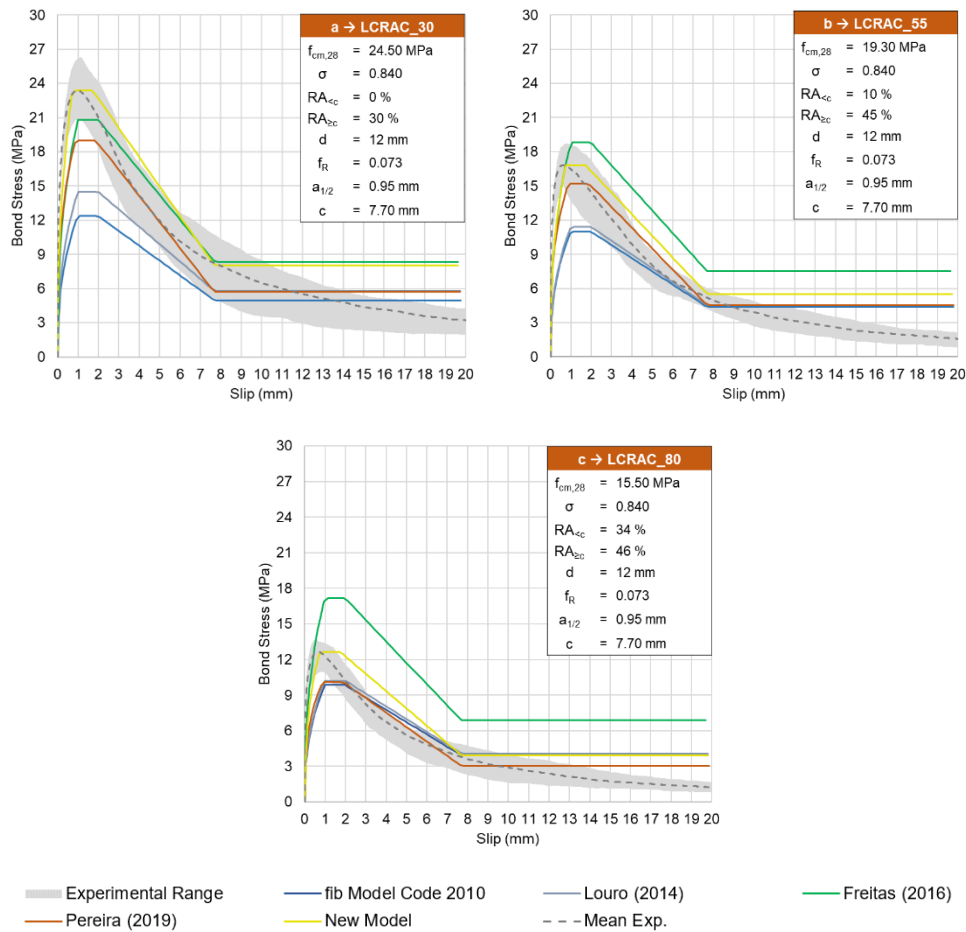 a → LCRAC_30
fcm,28 = 24.50 MPa
σ = 0.840
RA<c = 0 %
RA≥c = 30 %
d = 12 mm
fR = 0.073
a1/2 = 0.95 mm
c = 7.70 mm
Bond Stress (MPa)
30
27
24
21
18
15
12
9
6
3
0
0 1 2 3 4 5 6 7 8 9 10 11 12 13 14 15 16 17 18 19 20
Slip (mm)
b → LCRAC_55
fcm,28 = 19.30 MPa
σ = 0.840
RA<c = 10 %
RA≥c = 45 %
d = 12 mm
fR = 0.073
a1/2 = 0.95 mm
c = 7.70 mm
Bond Stress (MPa)
30
27
24
21
18
15
12
9
6
3
0
0 1 2 3 4 5 6 7 8 9 10 11 12 13 14 15 16 17 18 19 20
Slip (mm)
c → LCRAC_80
fcm,28 = 15.50 MPa
σ = 0.840
RA<c = 34 %
RA≥c = 46 %
d = 12 mm
fR = 0.073
a1/2 = 0.95 mm
c = 7.70 mm
Bond Stress (MPa)
30
27
24
21
18
15
12
9
6
3
0
0 1 2 3 4 5 6 7 8 9 10 11 12 13 14 15 16 17 18 19 20
Slip (mm)
Experimental Range fib Model Code 2010 Louro (2014) Freitas (2016)
Pereira (2019) New Model Mean Exp.